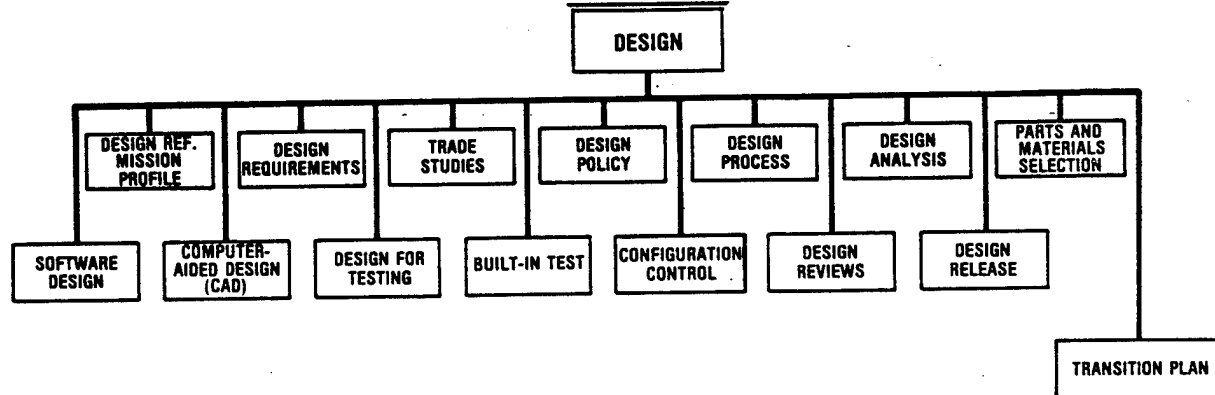 DESIGN
DESIGN REF.
MISSION
PROFILE
DESIGN
REQUIREMENTS
TRADE
STUDIES
DESIGN
POLICY
DESIGN
PROCESS
DESIGN
ANALYSIS
PARTS AND
MATERIALS
SELECTION
SOFTWARE
DESIGN
COMPUTER-
AIDED DESIGN
(CAD)
DESIGN FOR
TESTING
BUILT-IN TEST
CONFIGURATION
CONTROL
DESIGN
REVIEWS
DESIGN
RELEASE
TRANSITION PLAN